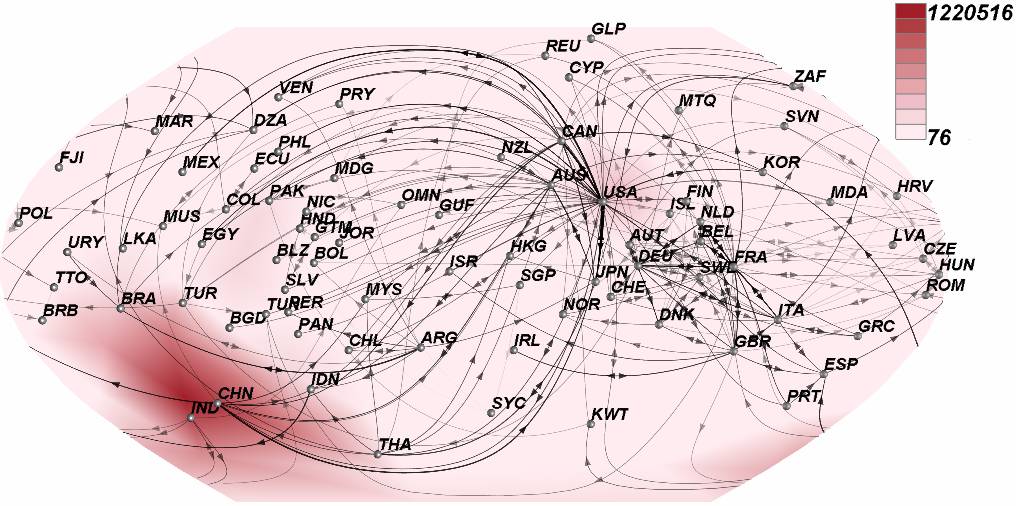 GLP
1220516
REU
CYP
ZAF
VEN
PRY
MTQ
MAR
DZA
SVN
CAN
76
PHL
NZL
FJI
MEX
ECU
MDG
AUS
KOR
PAK
OMN
USA
FIN
MDA
HRV
COL
NIC
GUF
ISL
NLD
POL
MUS
HND
GTM
BEL
URY
LKA
EGY
JOR
AUT
LVA
BLZ
BOL
HKG
DEU
FRA
CZE
TTO
ISR
SGP
JPN
SWE
HUN
BRA
TUR
SLV
MYS
CHE
ROM
BRB
BGD
PER
NOR
DNK
ITA
PAN
CHL
ARG
IRL
GBR
GRC
ESP
IDN
CHN
IND
SYC
KWT
PRT
THA